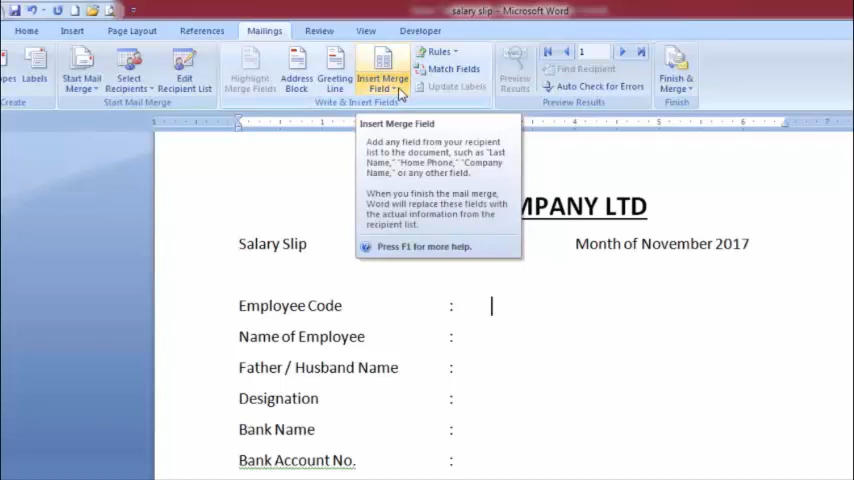 salary slip – Microsoft Word
Home Insert Page Layout References Mailings Review View Developer
Labels
Start Mail Merge
Select Recipients
Edit Recipient List
Highlight Merge Fields
Address Block
Greeting Line
Insert Merge Field
Rules
Match Fields
Update Labels
Preview Results
1
Find Recipient
Auto Check for Errors
Finish & Merge
Create Start Mail Merge Write & Insert Fields Preview Results Finish
1 1 6 7
Insert Merge Field
Add any field from your recipient
list to the document, such as "Last
Name," "Home Phone," "Company
Name," or any other field.
When you finish the mail merge,
Word will replace these fields with
the actual information from the
recipient list.
Press F1 for more help.
MPANY LTD
Salary Slip Month of November 2017
Employee Code :
Name of Employee :
Father / Husband Name :
Designation :
Bank Name :
Bank Account No. :